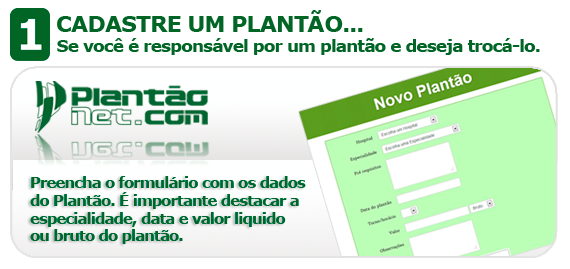 1
CADASTRE UM PLANTÃO...
Se você é responsável por um plantão e deseja trocá-lo.
Plantão
net.com
Preencha o formulário com os dados
do Plantão. É importante destacar a
especialidade, data e valor liquido
ou bruto do plantão.
Novo Plantão
Hospital Escolha um Hospital
Especialidade Escolha uma Especialidade
Pré requisitos
Data do plantão
Turno/horário
Valor Bruto
Observações